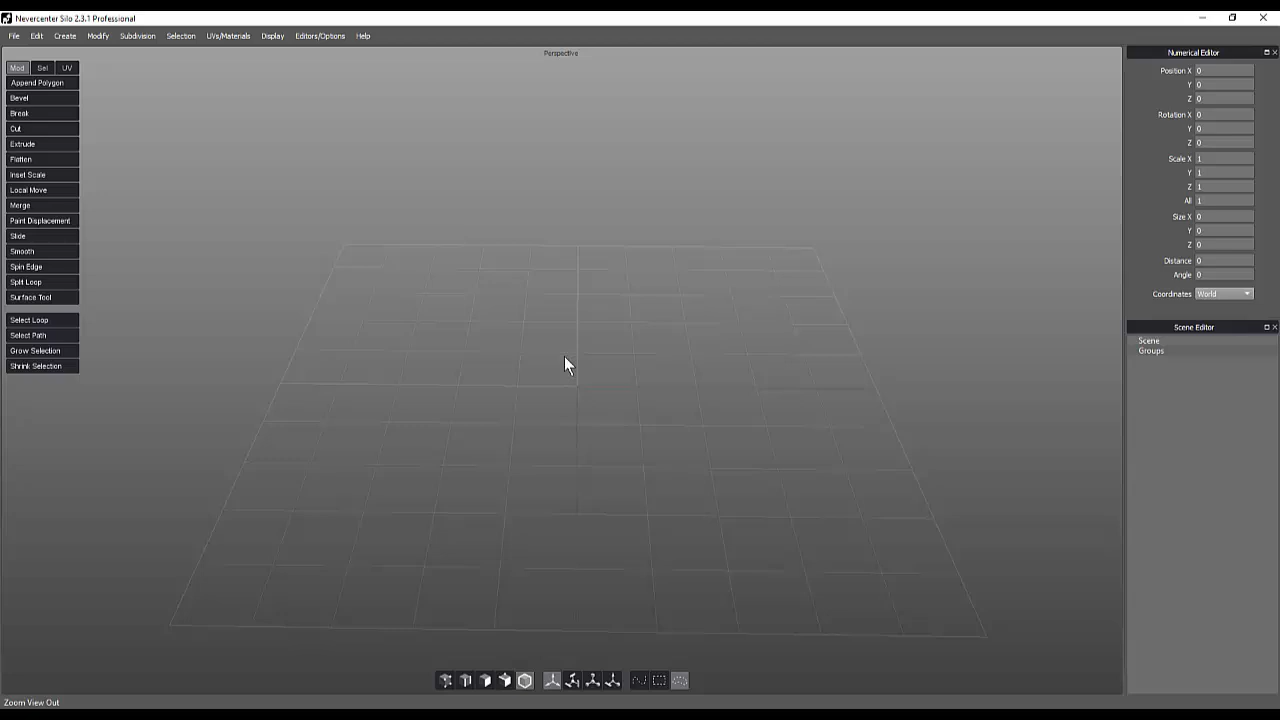 Nevercenter Silo 2.3.1 Professional
File Edit Create Modify Subdivision Selection UVs/Materials Display Editors/Options Help
Perspective
Mod Sel UV
Append Polygon
Bevel
Break
Cut
Extrude
Flatten
Inset Scale
Local Move
Merge
Paint Displacement
Slide
Smooth
Spin Edge
Split Loop
Surface Tool
Select Loop
Select Path
Grow Selection
Shrink Selection
Numerical Editor
Position X 0
Y 0
Z 0
Rotation X 0
Y 0
Z 0
Scale X 1
Y 1
Z 1
All 1
Size X 0
Y 0
Z 0
Distance 0
Angle 0
Coordinates World
Scene Editor
Scene
Groups
Zoom View Out